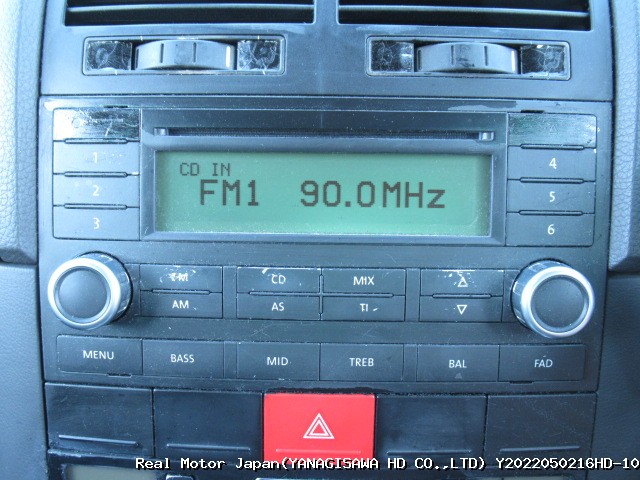 CD IN
FM1 90.0MHz
1
2
3
4
5
6
FM CD MIX
AM AS TI
MENU BASS MID TREB BAL FAD
Real Motor Japan(YANAGISAWA HD CO.,LTD) Y2022050216HD-10